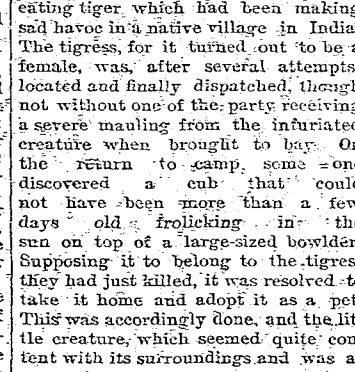 eating tiger which had been making
sad havoc in a native village in India
The tigress, for it turned out to be a
female, was, after several attempts
located and finally dispatched, though
not without one of the party receiving
a severe mauling from the infuriated
creature when brought to bay. On
the return to camp, some one
discovered a cub that coul
not have been more than a few
days old frolicking in th
sun on top of a large-sized bowlder
Supposing it to belong to the tigres
they had just killed, it was resolved t
take it home and adopt it as a pet
This was accordingly done, and the lit
tle creature, which seemed quite con
tent with its surroundings and was a